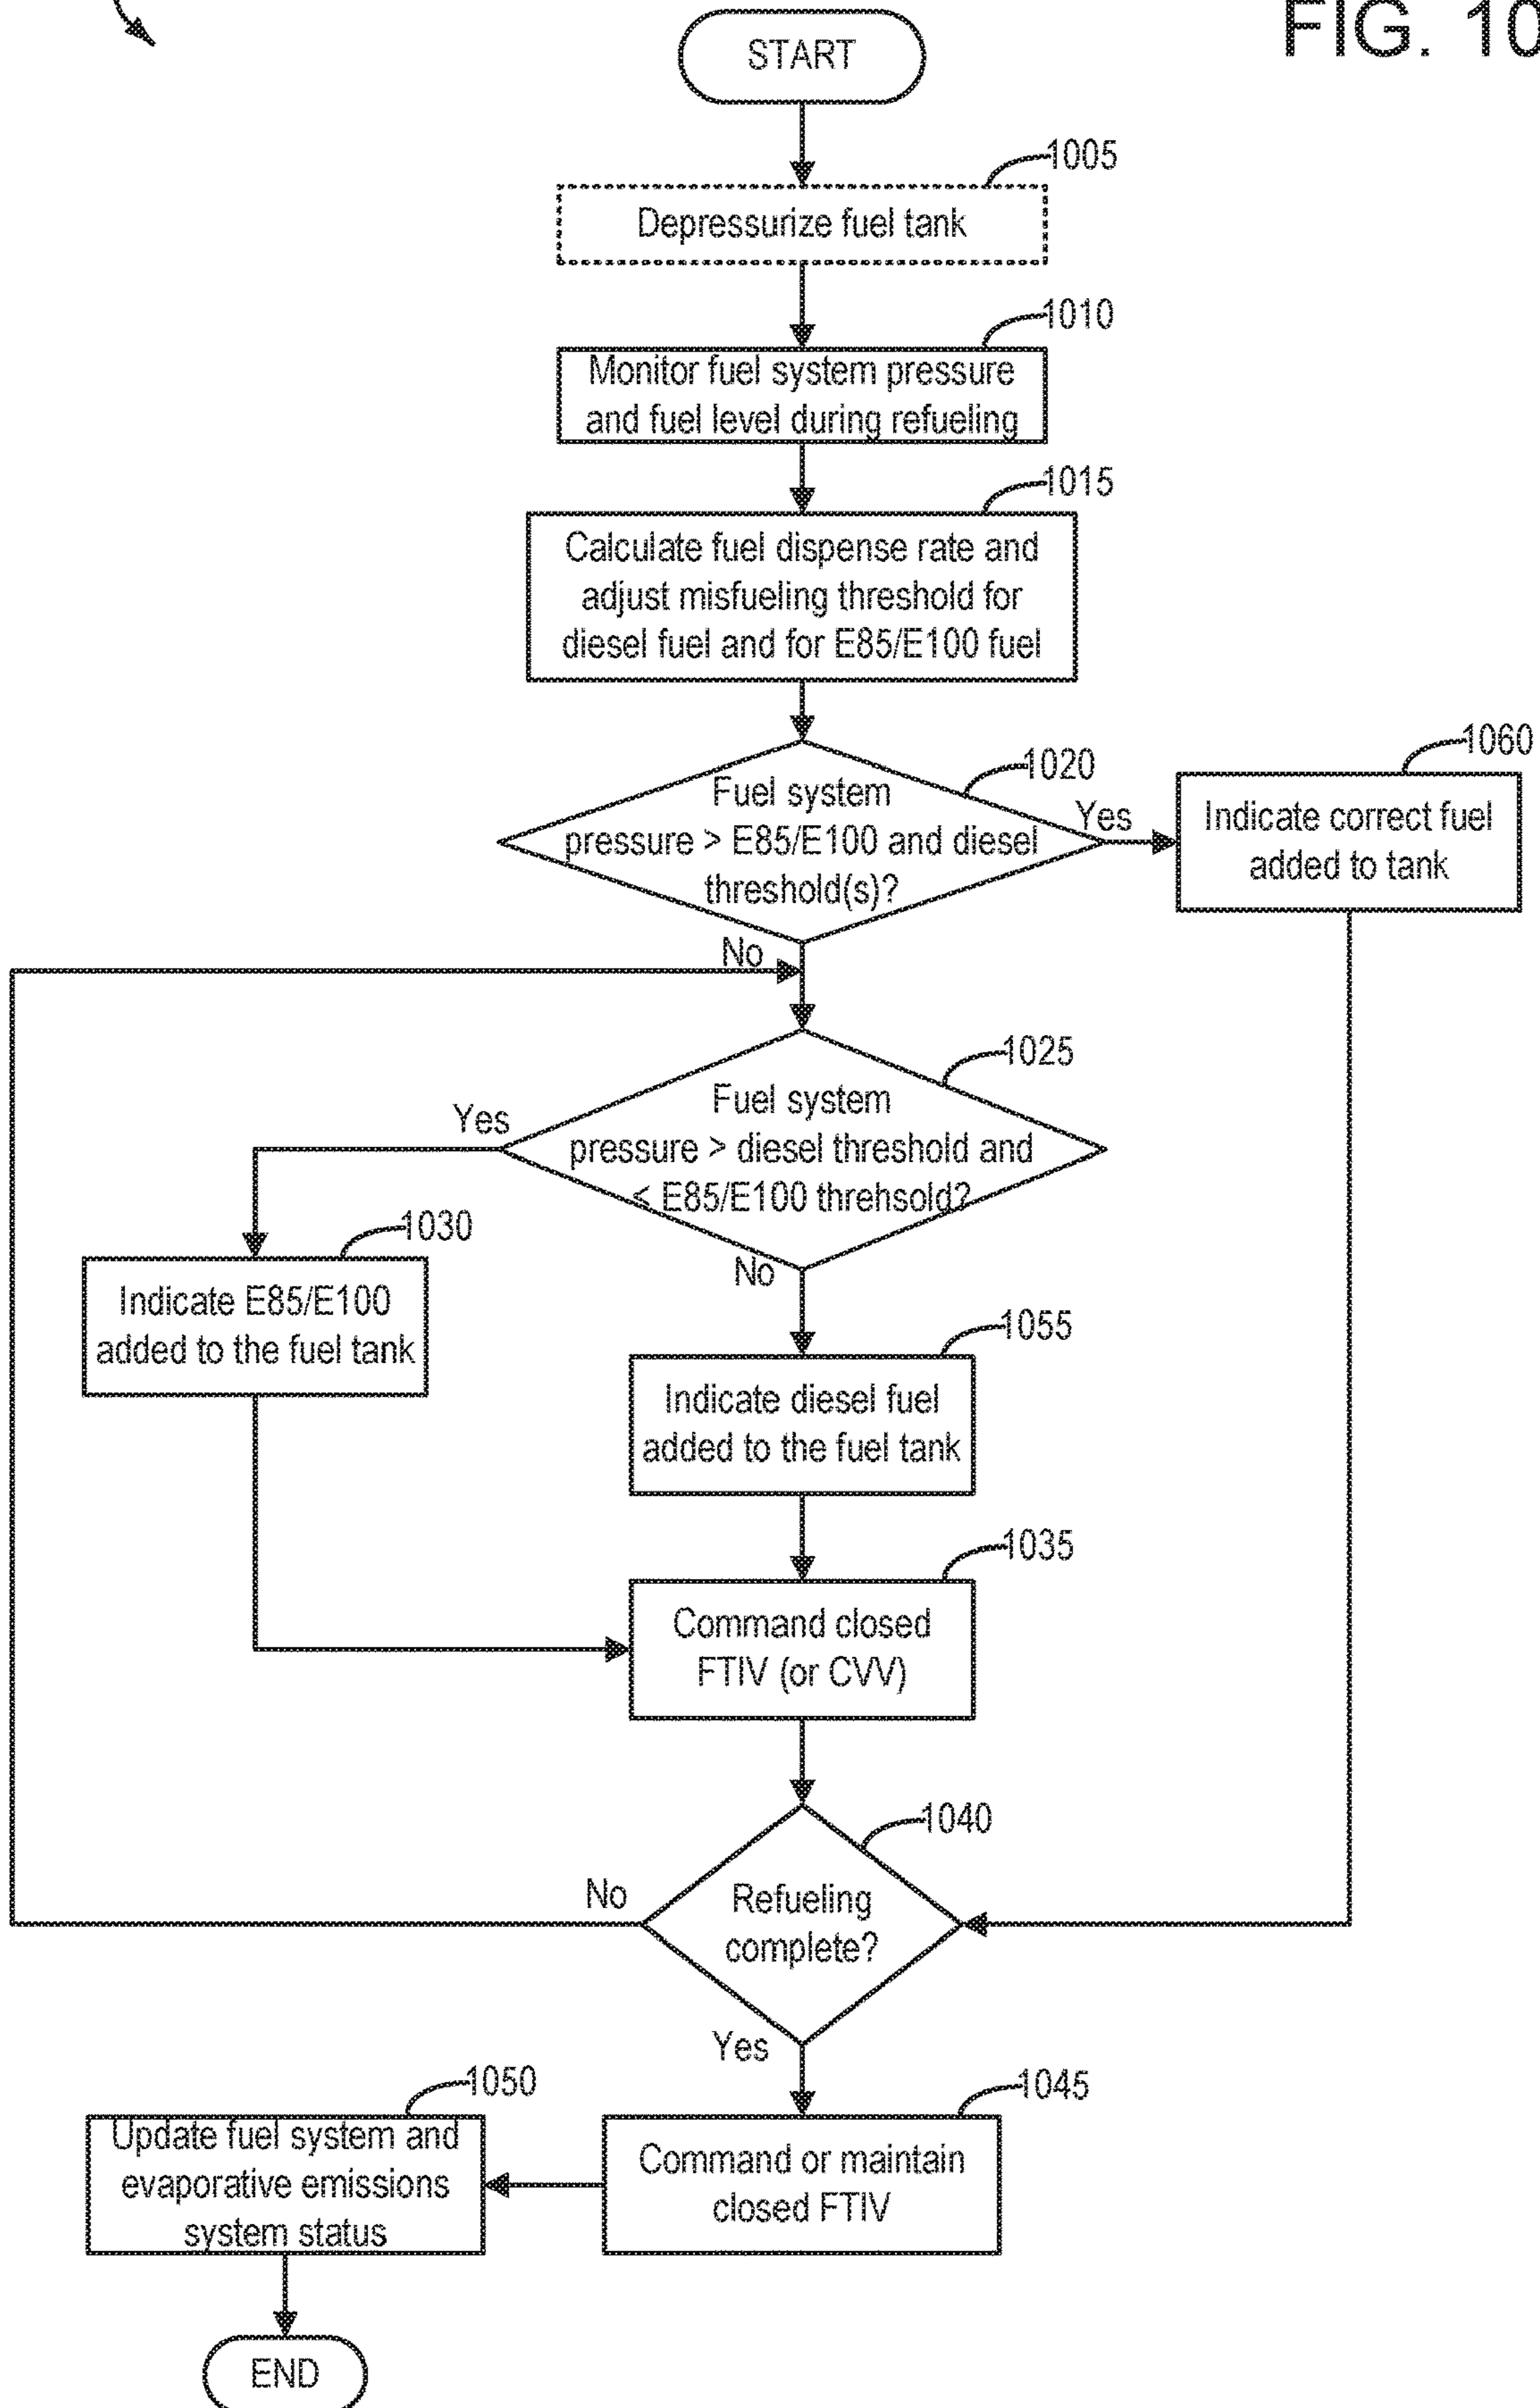 FIG. 10
START
1005
Depressurize fuel tank
1010
Monitor fuel system pressure
and fuel level during refueling
1015
Calculate fuel dispense rate and
adjust misfueling threshold for
diesel fuel and for E85/E100 fuel
1020
Fuel system
pressure > E85/E100 and diesel
threshold(s)?
Yes
1060
Indicate correct fuel
added to tank
No
1025
Fuel system
pressure > diesel threshold and
< E85/E100 threhsold?
Yes
1030
Indicate E85/E100
added to the fuel tank
No
1055
Indicate diesel fuel
added to the fuel tank
1035
Command closed
FTIV (or CVV)
1040
Refueling
complete?
No
Yes
1045
Command or maintain
closed FTIV
1050
Update fuel system and
evaporative emissions
system status
END